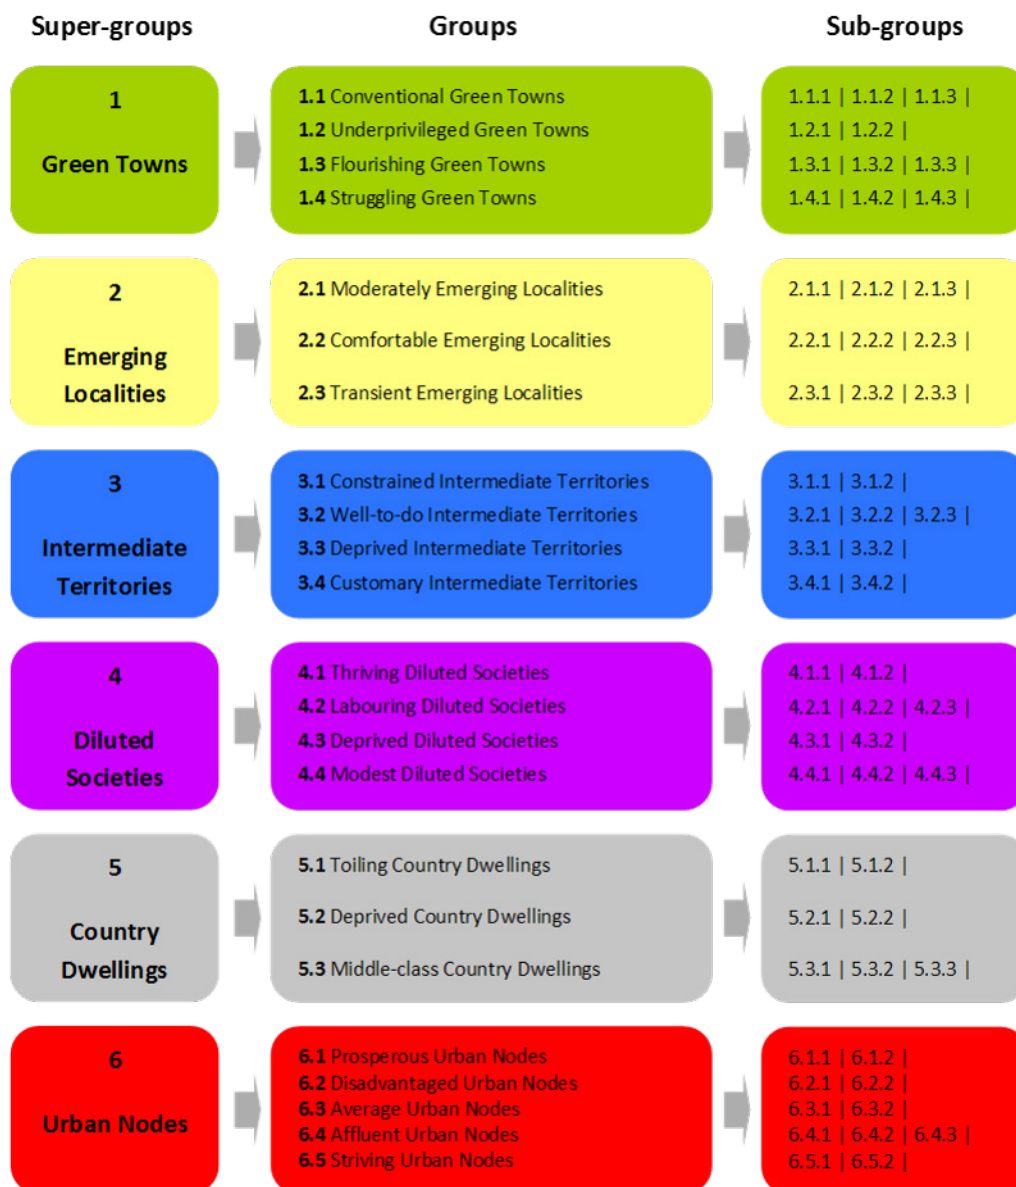 Super-groups
Groups
Sub-groups
1
Green Towns
1.1 Conventional Green Towns
1.2 Underprivileged Green Towns
1.3 Flourishing Green Towns
1.4 Struggling Green Towns
1.1.1 | 1.1.2 | 1.1.3 |
1.2.1 | 1.2.2 |
1.3.1 | 1.3.2 | 1.3.3 |
1.4.1 | 1.4.2 | 1.4.3 |
2
Emerging
Localities
2.1 Moderately Emerging Localities
2.2 Comfortable Emerging Localities
2.3 Transient Emerging Localities
2.1.1 | 2.1.2 | 2.1.3 |
2.2.1 | 2.2.2 | 2.2.3 |
2.3.1 | 2.3.2 | 2.3.3 |
3
Intermediate
Territories
3.1 Constrained Intermediate Territories
3.2 Well-to-do Intermediate Territories
3.3 Deprived Intermediate Territories
3.4 Customary Intermediate Territories
3.1.1 | 3.1.2 |
3.2.1 | 3.2.2 | 3.2.3 |
3.3.1 | 3.3.2 |
3.4.1 | 3.4.2 |
4
Diluted
Societies
4.1 Thriving Diluted Societies
4.2 Labouring Diluted Societies
4.3 Deprived Diluted Societies
4.4 Modest Diluted Societies
4.1.1 | 4.1.2 |
4.2.1 | 4.2.2 | 4.2.3 |
4.3.1 | 4.3.2 |
4.4.1 | 4.4.2 | 4.4.3 |
5
Country
Dwellings
5.1 Toiling Country Dwellings
5.2 Deprived Country Dwellings
5.3 Middle-class Country Dwellings
5.1.1 | 5.1.2 |
5.2.1 | 5.2.2 |
5.3.1 | 5.3.2 | 5.3.3 |
6
Urban Nodes
6.1 Prosperous Urban Nodes
6.2 Disadvantaged Urban Nodes
6.3 Average Urban Nodes
6.4 Affluent Urban Nodes
6.5 Striving Urban Nodes
6.1.1 | 6.1.2 |
6.2.1 | 6.2.2 |
6.3.1 | 6.3.2 |
6.4.1 | 6.4.2 | 6.4.3 |
6.5.1 | 6.5.2 |